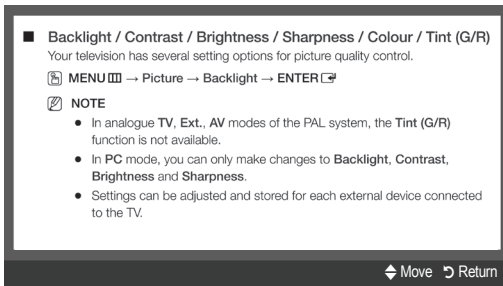 ■ Backlight / Contrast / Brightness / Sharpness / Colour / Tint (G/R)
Your television has several setting options for picture quality control.
MENU → Picture → Backlight → ENTER
NOTE
● In analogue TV, Ext., AV modes of the PAL system, the Tint (G/R)
function is not available.
● In PC mode, you can only make changes to Backlight, Contrast,
Brightness and Sharpness.
● Settings can be adjusted and stored for each external device connected
to the TV.
Move Return